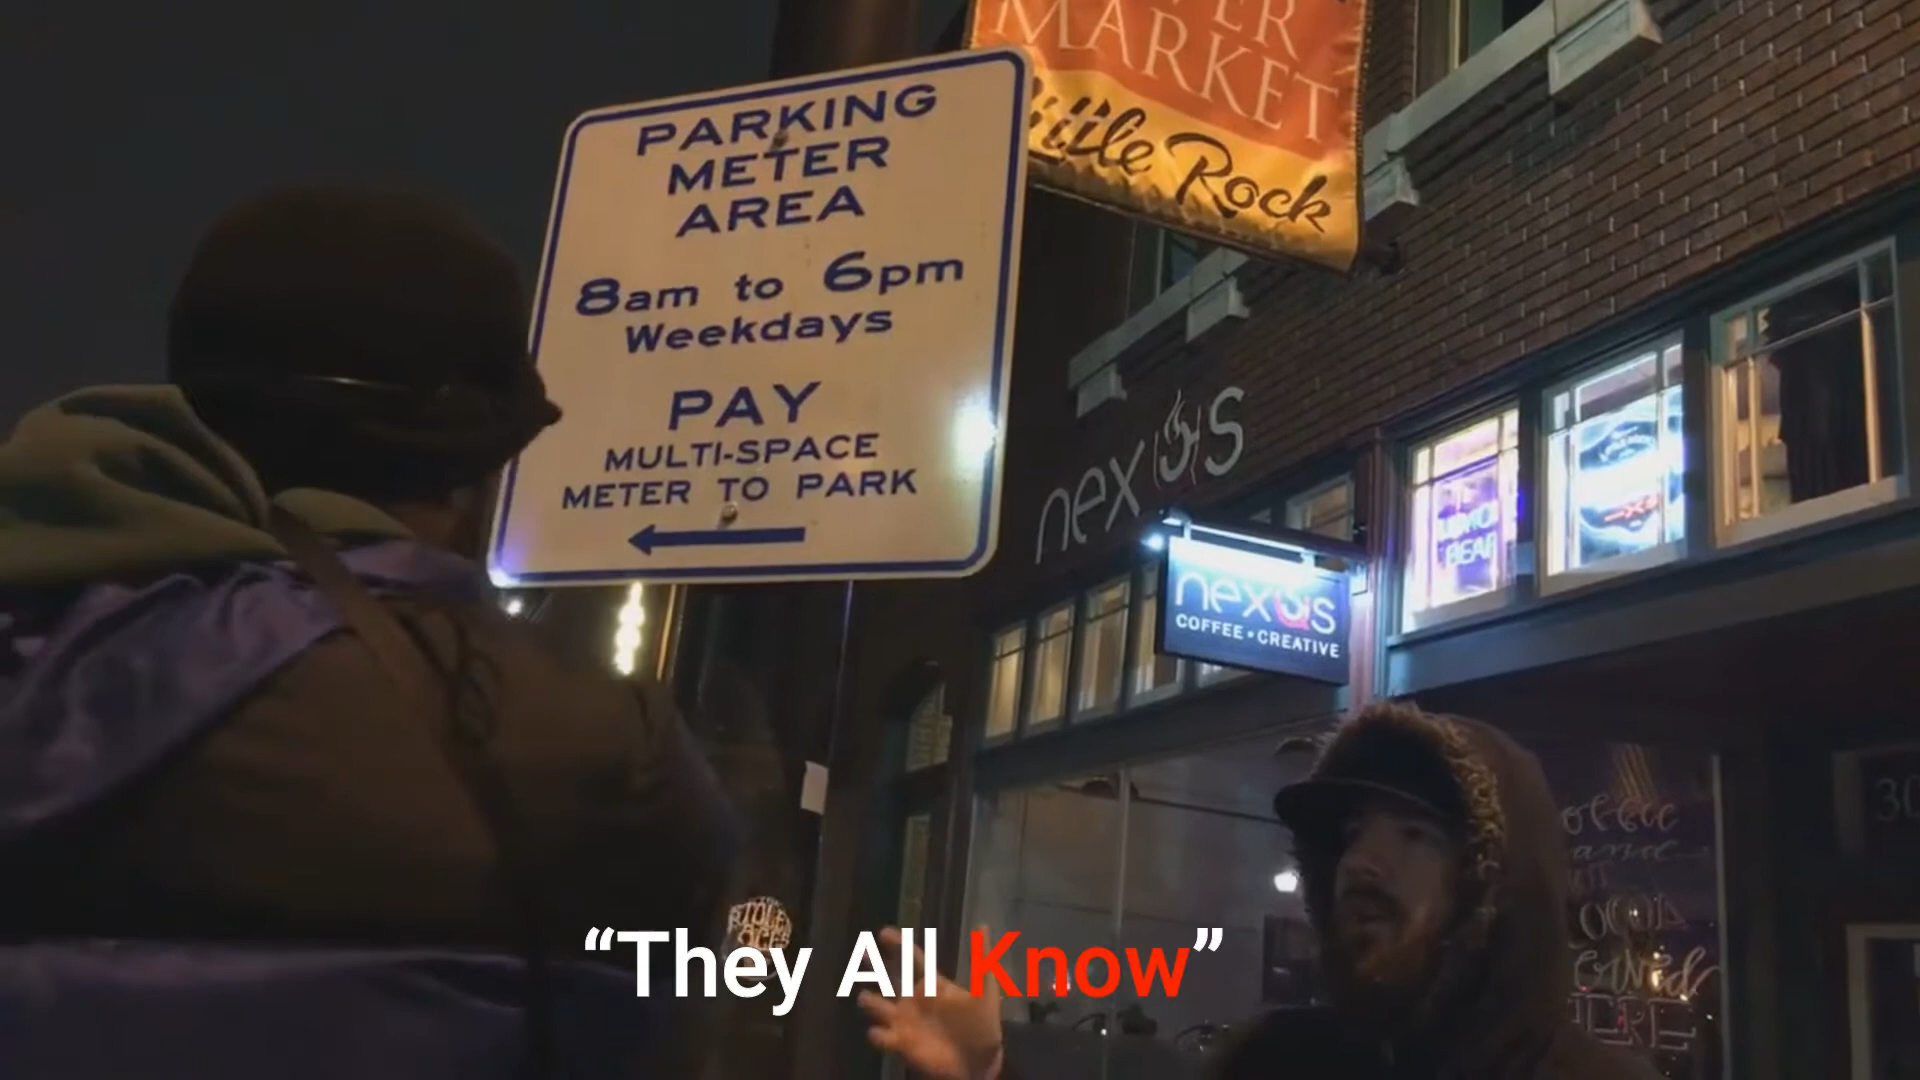 PARKING
METER
AREA
8am to 6pm
Weekdays
PAY
MULTI-SPACE
METER TO PARK
MARKET
Little Rock
nexus
nexus
COFFEE • CREATIVE
“They All Know”